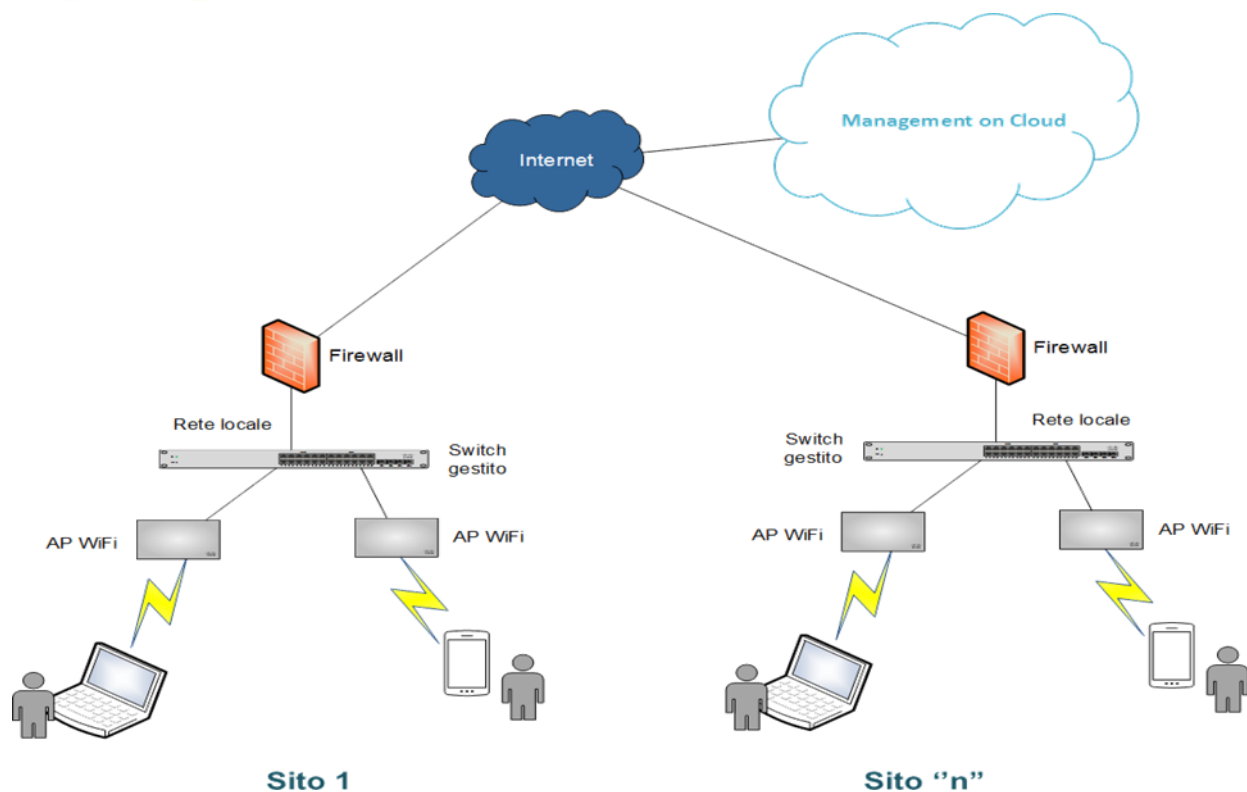 Management on Cloud
Internet
Firewall
Firewall
Rete locale
Rete locale
Switch
gestito
Switch
gestito
AP WiFi
AP WiFi
AP WiFi
AP WiFi
Sito 1
Sito ‘’n”